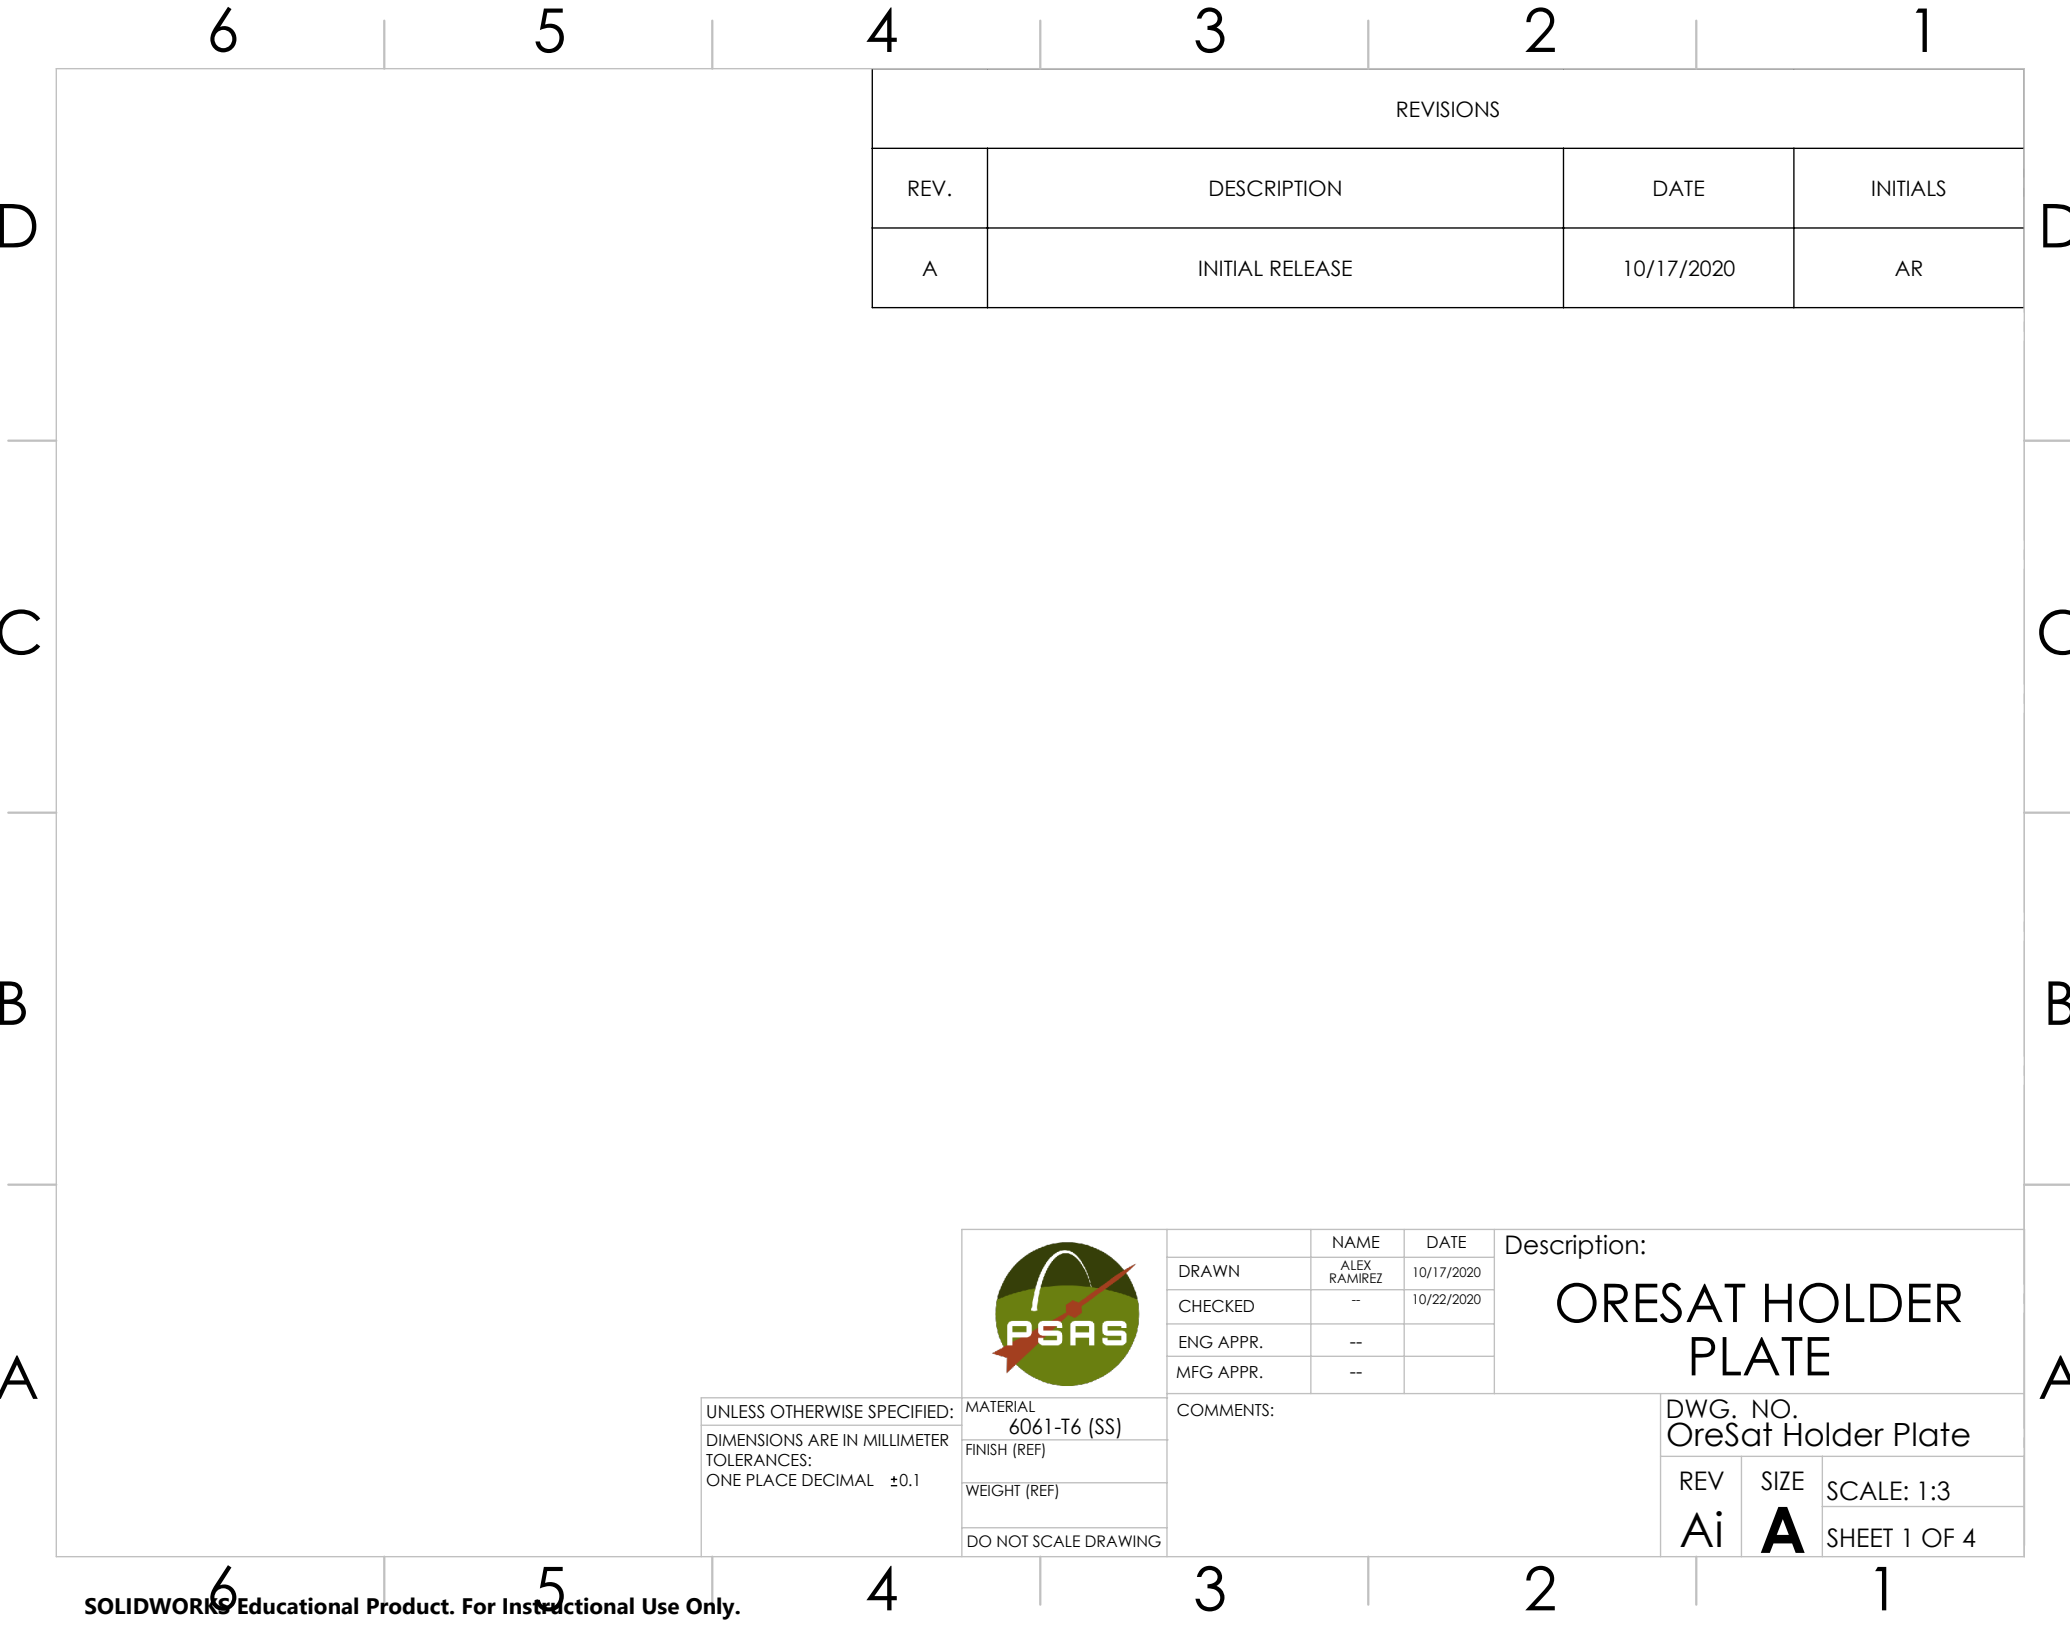 6 5 4 3 2 1
REVISIONS
REV. DESCRIPTION DATE INITIALS
D D
A INITIAL RELEASE 10/17/2020 AR
C C
B B
NAME DATE
Description:
DRAWN ALEX RAMIREZ 10/17/2020
CHECKED -- 10/22/2020
ORESAT HOLDER
PLATE
PSAS
ENG APPR. --
MFG APPR. --
A A
UNLESS OTHERWISE SPECIFIED:
DIMENSIONS ARE IN MILLIMETER
TOLERANCES:
ONE PLACE DECIMAL ±0.1
MATERIAL
6061-T6 (SS)
FINISH (REF)
WEIGHT (REF)
DO NOT SCALE DRAWING
COMMENTS:
DWG. NO.
OreSat Holder Plate
REV SIZE SCALE: 1:3
Ai A SHEET 1 OF 4
6 5 4 3 2 1
SOLIDWORKS Educational Product. For Instructional Use Only.